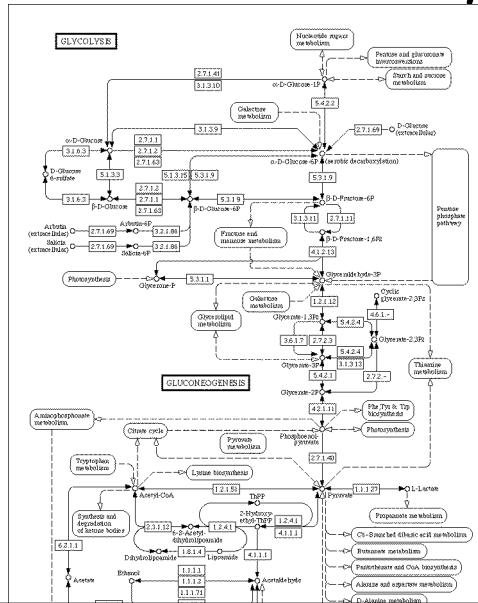 GLYCOLYSIS
Nucleotide sugars
metabolism
Pentose and glucuronate
interconversions
Starch and sucrose
metabolism
α-D-Glucose-1P
2.7.1.41
3.1.3.10
5.4.2.2
Galactose
metabolism
3.1.3.9
2.7.1.69
D-Glucose
(extracellular)
α-D-Glucose
2.7.1.1
2.7.1.2
2.7.1.63
3.1.6.3
α-D-Glucose-6P
(aerobic decarboxylation)
D-Glucose
6-sulfate
5.1.3.3
5.1.3.15
5.3.1.9
5.3.1.9
2.7.1.2
2.7.1.1
2.7.1.63
3.1.6.3
β-D-Glucose
β-D-Glucose-6P
5.3.1.9
β-D-Fructose-6P
Pentose
phosphate
pathway
Arbutin
(extracellular)
Arbutin-6P
2.7.1.69
3.2.1.86
3.1.3.11
2.7.1.11
Salicin
(extracellular)
Salicin-6P
2.7.1.69
3.2.1.86
Fructose and
mannose metabolism
β-D-Fructose-1,6P2
4.1.2.13
Photosynthesis
Glycerone-P
5.3.1.1
Glyceraldehyde-3P
Galactose
metabolism
1.2.1.12
Cyclic
glycerate-2,3P2
Glycerolipid
metabolism
Glycerate-1,3P2
4.6.1.-
5.4.2.4
3.6.1.7
2.7.2.3
Glycerate-2,3P2
5.4.2.4
3.1.3.13
Glycerate-3P
Thiamine
metabolism
GLUCONEOGENESIS
5.4.2.1
2.7.2.-
Glycerate-2P
4.2.1.11
Aminophosphonate
metabolism
Phe, Tyr & Trp
biosynthesis
Citrate cycle
Pyruvate
metabolism
Phosphoenol-
pyruvate
Photosynthesis
2.7.1.40
Tryptophan
metabolism
Lysine biosynthesis
Acetyl-CoA
1.2.1.51
Pyruvate
1.1.1.27
L-Lactate
Synthesis and
degradation
of ketone bodies
ThPP
Propanoate metabolism
2.3.1.12
6-S-Acetyl-
dihydrolipoamide
1.2.4.1
2-Hydroxy-
ethyl-ThPP
1.2.4.1
4.1.1.1
C5-Branched dibasic acid metabolism
Butanoate metabolism
6.2.1.1
Dihydrolipoamide
1.8.1.4
Lipoamide
4.1.1.1
Pantothenate and CoA biosynthesis
Acetate
Ethanol
1.1.1.1
1.1.1.2
1.1.1.71
Acetaldehyde
Alanine and aspartate metabolism
D-Alanine metabolism